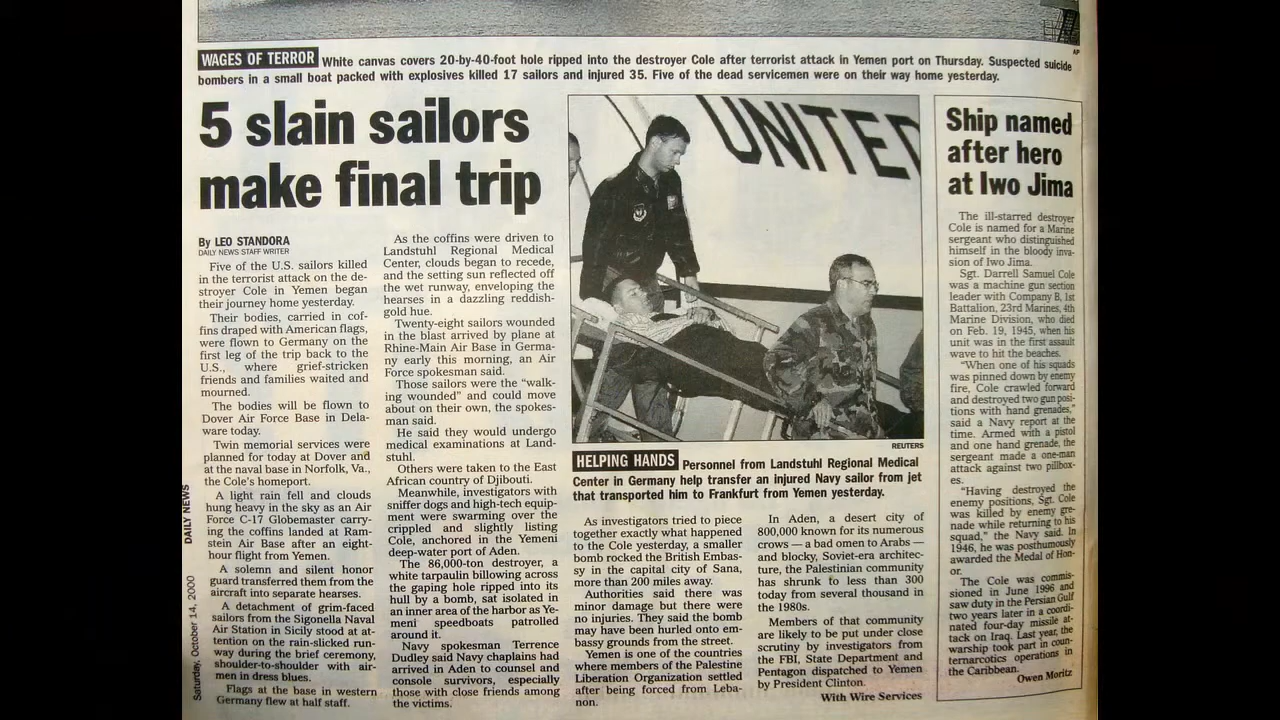 AP
WAGES OF TERROR White canvas covers 20-by-40-foot hole ripped into the destroyer Cole after terrorist attack in Yemen port on Thursday. Suspected suicide
bombers in a small boat packed with explosives killed 17 sailors and injured 35. Five of the dead servicemen were on their way home yesterday.
5 slain sailors
make final trip
By LEO STANDORA
DAILY NEWS STAFF WRITER
Five of the U.S. sailors killed
in the terrorist attack on the de-
stroyer Cole in Yemen began
their journey home yesterday.
Their bodies, carried in cof-
fins draped with American flags,
were flown to Germany on the
first leg of the trip back to the
U.S., where grief-stricken
friends and families waited and
mourned.
The bodies will be flown to
Dover Air Force Base in Dela-
ware today.
Twin memorial services were
planned for today at Dover and
at the naval base in Norfolk, Va.,
the Cole's homeport.
A light rain fell and clouds
hung heavy in the sky as an Air
Force C-17 Globemaster carry-
ing the coffins landed at Ram-
stein Air Base after an eight-
hour flight from Yemen.
A solemn and silent honor
guard transferred them from the
aircraft into separate hearses.
A detachment of grim-faced
sailors from the Sigonella Naval
Air Station in Sicily stood at at-
tention on the rain-slicked run-
way during the brief ceremony,
shoulder-to-shoulder with air-
men in dress blues.
Flags at the base in western
Germany flew at half staff.
As the coffins were driven to
Landstuhl Regional Medical
Center, clouds began to recede,
and the setting sun reflected off
the wet runway, enveloping the
hearses in a dazzling reddish-
gold hue.
Twenty-eight sailors wounded
in the blast arrived by plane at
Rhine-Main Air Base in Germa-
ny early this morning, an Air
Force spokesman said.
Those sailors were the "walk-
ing wounded" and could move
about on their own, the spokes-
man said.
He said they would undergo
medical examinations at Land-
stuhl.
Others were taken to the East
African country of Djibouti.
Meanwhile, investigators with
sniffer dogs and high-tech equip-
ment were swarming over the
crippled and slightly listing
Cole, anchored in the Yemeni
deep-water port of Aden.
The 86,000-ton destroyer, a
white tarpaulin billowing across
the gaping hole ripped into its
hull by a bomb, sat isolated in
an inner area of the harbor as Ye-
meni speedboats patrolled
around it.
Navy spokesman Terrence
Dudley said Navy chaplains had
arrived in Aden to counsel and
console survivors, especially
those with close friends among
the victims.
UNITED
REUTERS
HELPING HANDS Personnel from Landstuhl Regional Medical
Center in Germany help transfer an injured Navy sailor from jet
that transported him to Frankfurt from Yemen yesterday.
As investigators tried to piece
together exactly what happened
to the Cole yesterday, a smaller
bomb rocked the British Embas-
sy in the capital city of Sana,
more than 200 miles away.
Authorities said there was
minor damage but there were
no injuries. They said the bomb
may have been hurled onto em-
bassy grounds from the street.
Yemen is one of the countries
where members of the Palestine
Liberation Organization settled
after being forced from Leba-
non.
In Aden, a desert city of
800,000 known for its numerous
crows — a bad omen to Arabs —
and blocky, Soviet-era architec-
ture, the Palestinian community
has shrunk to less than 300
today from several thousand in
the 1980s.
Members of that community
are likely to be put under close
scrutiny by investigators from
the FBI, State Department and
Pentagon dispatched to Yemen
by President Clinton.
With Wire Services
Ship named
after hero
at Iwo Jima
The ill-starred destroyer
Cole is named for a Marine
sergeant who distinguished
himself in the bloody inva-
sion of Iwo Jima.
Sgt. Darrell Samuel Cole
was a machine gun section
leader with Company B, 1st
Battalion, 23rd Marines, 4th
Marine Division, who died
on Feb. 19, 1945, when his
unit was in the first assault
wave to hit the beaches.
"When one of his squads
was pinned down by enemy
fire, Cole crawled forward
and destroyed two gun posi-
tions with hand grenades,"
said a Navy report at the
time. Armed with a pistol
and one hand grenade, the
sergeant made a one-man
attack against two pillbox-
es.
"Having destroyed the
enemy positions, Sgt. Cole
was killed by enemy gre-
nade while returning to his
squad," the Navy said. In
1946, he was posthumously
awarded the Medal of Hon-
or.
The Cole was commis-
sioned in June 1996 and
saw duty in the Persian Gulf
two years later in a coordi-
nated four-day missile at-
tack on Iraq. Last year, the
warship took part in coun-
ternarcotics operations in
the Caribbean.
Owen Moritz
DAILY NEWS
Saturday, October 14, 2000